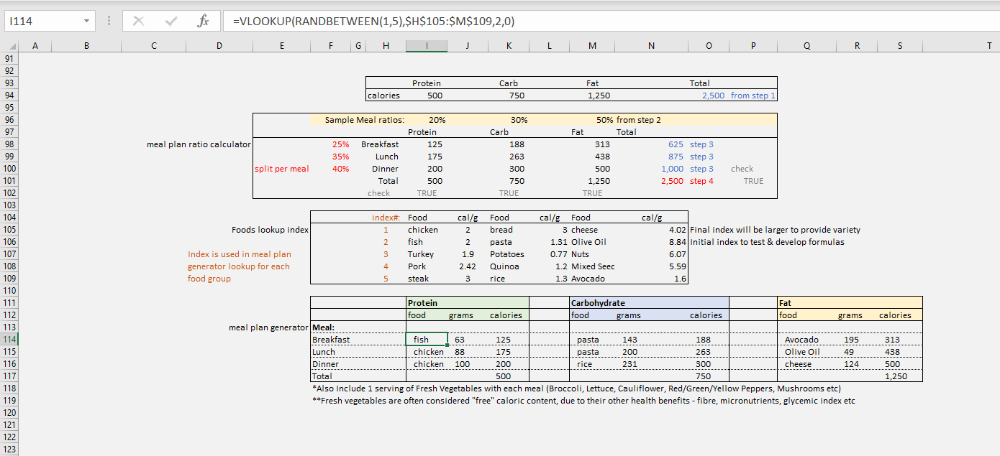 I114 fx =VLOOKUP(RANDBETWEEN(1,5),$H$105:$M$109,2,0)
A B C D E F G H I J K L M N O P Q R S T
91
92
93 Protein Carb Fat Total
94 calories 500 750 1,250 2,500 from step 1
95
96 Sample Meal ratios: 20% 30% 50% from step 2
97 Protein Carb Fat Total
98 meal plan ratio calculator 25% Breakfast 125 188 313 625 step 3
99 35% Lunch 175 263 438 875 step 3
100 split per meal 40% Dinner 200 300 500 1,000 step 3 check
101 Total 500 750 1,250 2,500 step 4 TRUE
102 check TRUE TRUE TRUE
103
104 index#: Food cal/g Food cal/g Food cal/g
105 Foods lookup index 1 chicken 2 bread 3 cheese 4.02 Final index will be larger to provide variety
106 2 fish 2 pasta 1.31 Olive Oil 8.84 Initial index to test & develop formulas
107 Index is used in meal plan 3 Turkey 1.9 Potatoes 0.77 Nuts 6.07
108 generator lookup for each 4 Pork 2.42 Quinoa 1.2 Mixed Seec 5.59
109 food group 5 steak 3 rice 1.3 Avocado 1.6
110
111 Protein Carbohydrate Fat
112 food grams calories food grams calories food grams calories
113 meal plan generator Meal:
114 Breakfast fish 63 125 pasta 143 188 Avocado 195 313
115 Lunch chicken 88 175 pasta 200 263 Olive Oil 49 438
116 Dinner chicken 100 200 rice 231 300 cheese 124 500
117 Total 500 750 1,250
118 *Also Include 1 serving of Fresh Vegetables with each meal (Broccoli, Lettuce, Cauliflower, Red/Green/Yellow Peppers, Mushrooms etc)
119 **Fresh vegetables are often considered "free" caloric content, due to their other health benefits - fibre, micronutrients, glycemic index etc
120
121
122
123